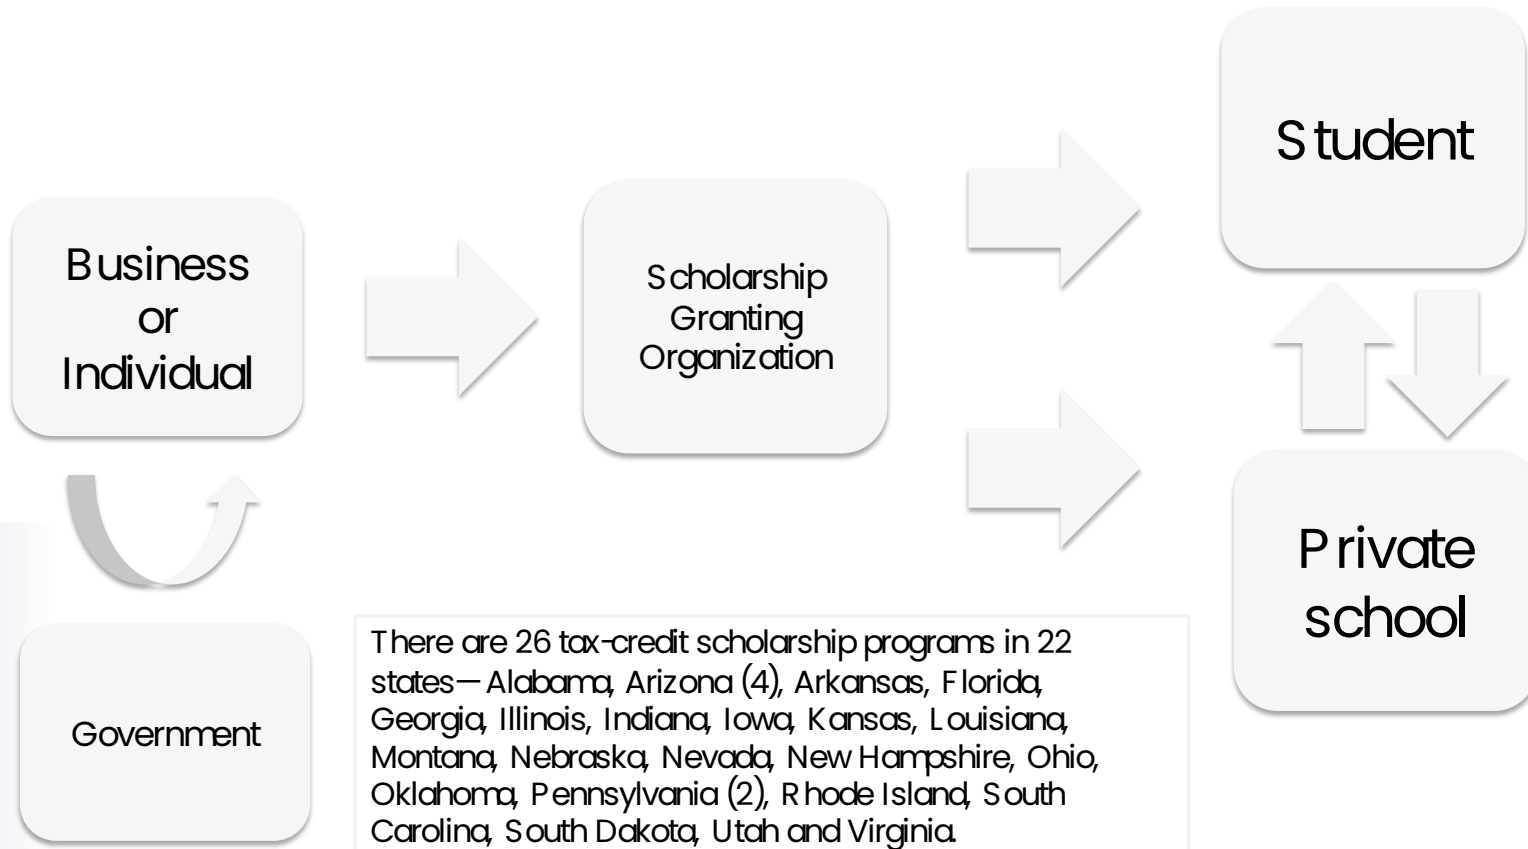 Student
Business
or
Individual
Scholarship
Granting
Organization
Private
school
Government
There are 26 tax-credit scholarship programs in 22
states—Alabama, Arizona (4), Arkansas, Florida,
Georgia, Illinois, Indiana, Iowa, Kansas, Louisiana,
Montana, Nebraska, Nevada, New Hampshire, Ohio,
Oklahoma, Pennsylvania (2), Rhode Island, South
Carolina, South Dakota, Utah and Virginia.